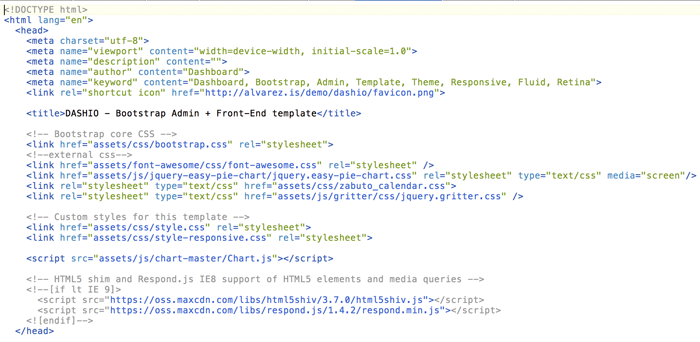 <!DOCTYPE html>
<html lang="en">
<head>
<meta charset="utf-8">
<meta name="viewport" content="width=device-width, initial-scale=1.0">
<meta name="description" content="">
<meta name="author" content="Dashboard">
<meta name="keyword" content="Dashboard, Bootstrap, Admin, Template, Theme, Responsive, Fluid, Retina">
<link rel="shortcut icon" href="http://alvarez.is/demo/dashio/favicon.png">
<title>DASHIO - Bootstrap Admin + Front-End template</title>
<!-- Bootstrap core CSS -->
<link href="assets/css/bootstrap.css" rel="stylesheet">
<!--external css-->
<link href="assets/font-awesome/css/font-awesome.css" rel="stylesheet" />
<link href="assets/js/jquery-easy-pie-chart/jquery.easy-pie-chart.css" rel="stylesheet" type="text/css" media="screen"/>
<link rel="stylesheet" type="text/css" href="assets/css/zabuto_calendar.css">
<link rel="stylesheet" type="text/css" href="assets/js/gritter/css/jquery.gritter.css" />
<!-- Custom styles for this template -->
<link href="assets/css/style.css" rel="stylesheet">
<link href="assets/css/style-responsive.css" rel="stylesheet">
<script src="assets/js/chart-master/Chart.js"></script>
<!-- HTML5 shim and Respond.js IE8 support of HTML5 elements and media queries -->
<!--[if lt IE 9]>
<script src="https://oss.maxcdn.com/libs/html5shiv/3.7.0/html5shiv.js"></script>
<script src="https://oss.maxcdn.com/libs/respond.js/1.4.2/respond.min.js"></script>
<![endif]-->
</head>